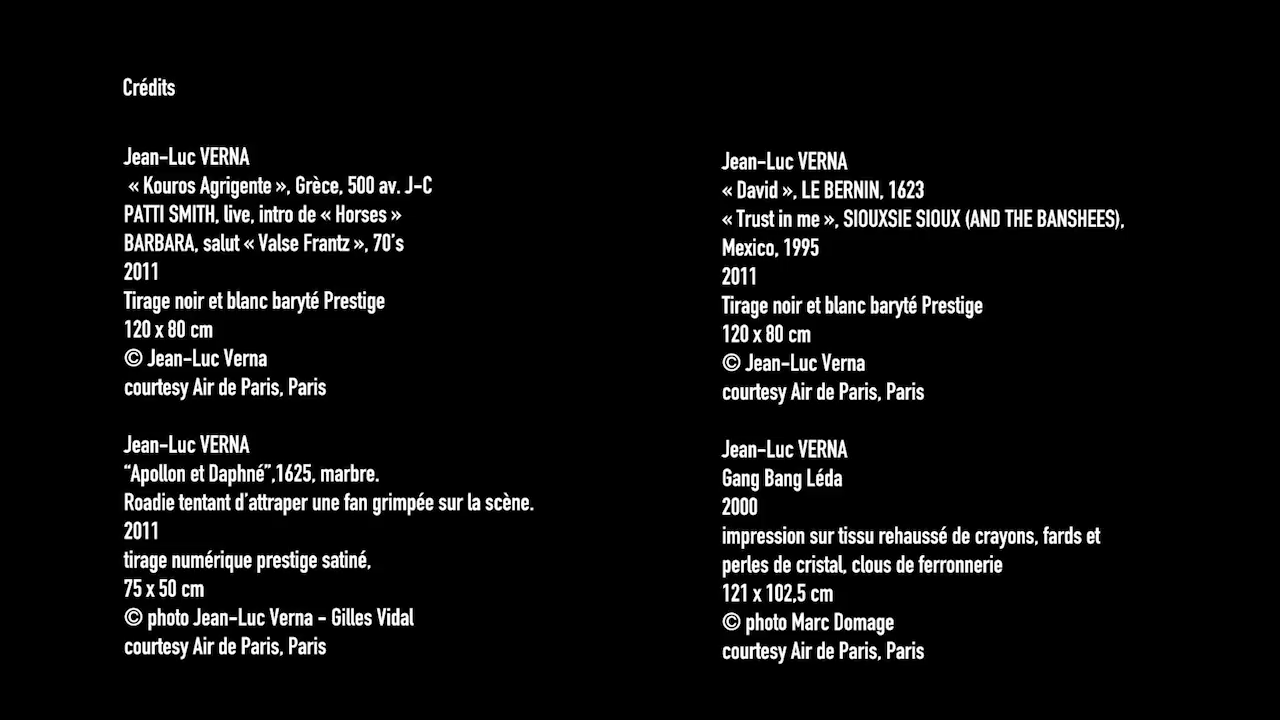 Crédits
Jean-Luc VERNA
« Kouros Agrigente », Grèce, 500 av. J-C
PATTI SMITH, live, intro de « Horses »
BARBARA, salut « Valse Frantz », 70's
2011
Tirage noir et blanc baryté Prestige
120 x 80 cm
© Jean-Luc Verna
courtesy Air de Paris, Paris
Jean-Luc VERNA
“Apollon et Daphné”,1625, marbre.
Roadie tentant d'attraper une fan grimpée sur la scène.
2011
tirage numérique prestige satiné,
75 x 50 cm
© photo Jean-Luc Verna - Gilles Vidal
courtesy Air de Paris, Paris
Jean-Luc VERNA
« David », LE BERNIN, 1623
« Trust in me », SIOUXSIE SIOUX (AND THE BANSHEES),
Mexico, 1995
2011
Tirage noir et blanc baryté Prestige
120 x 80 cm
© Jean-Luc Verna
courtesy Air de Paris, Paris
Jean-Luc VERNA
Gang Bang Léda
2000
impression sur tissu rehaussé de crayons, fards et
perles de cristal, clous de ferronnerie
121 x 102,5 cm
© photo Marc Domage
courtesy Air de Paris, Paris